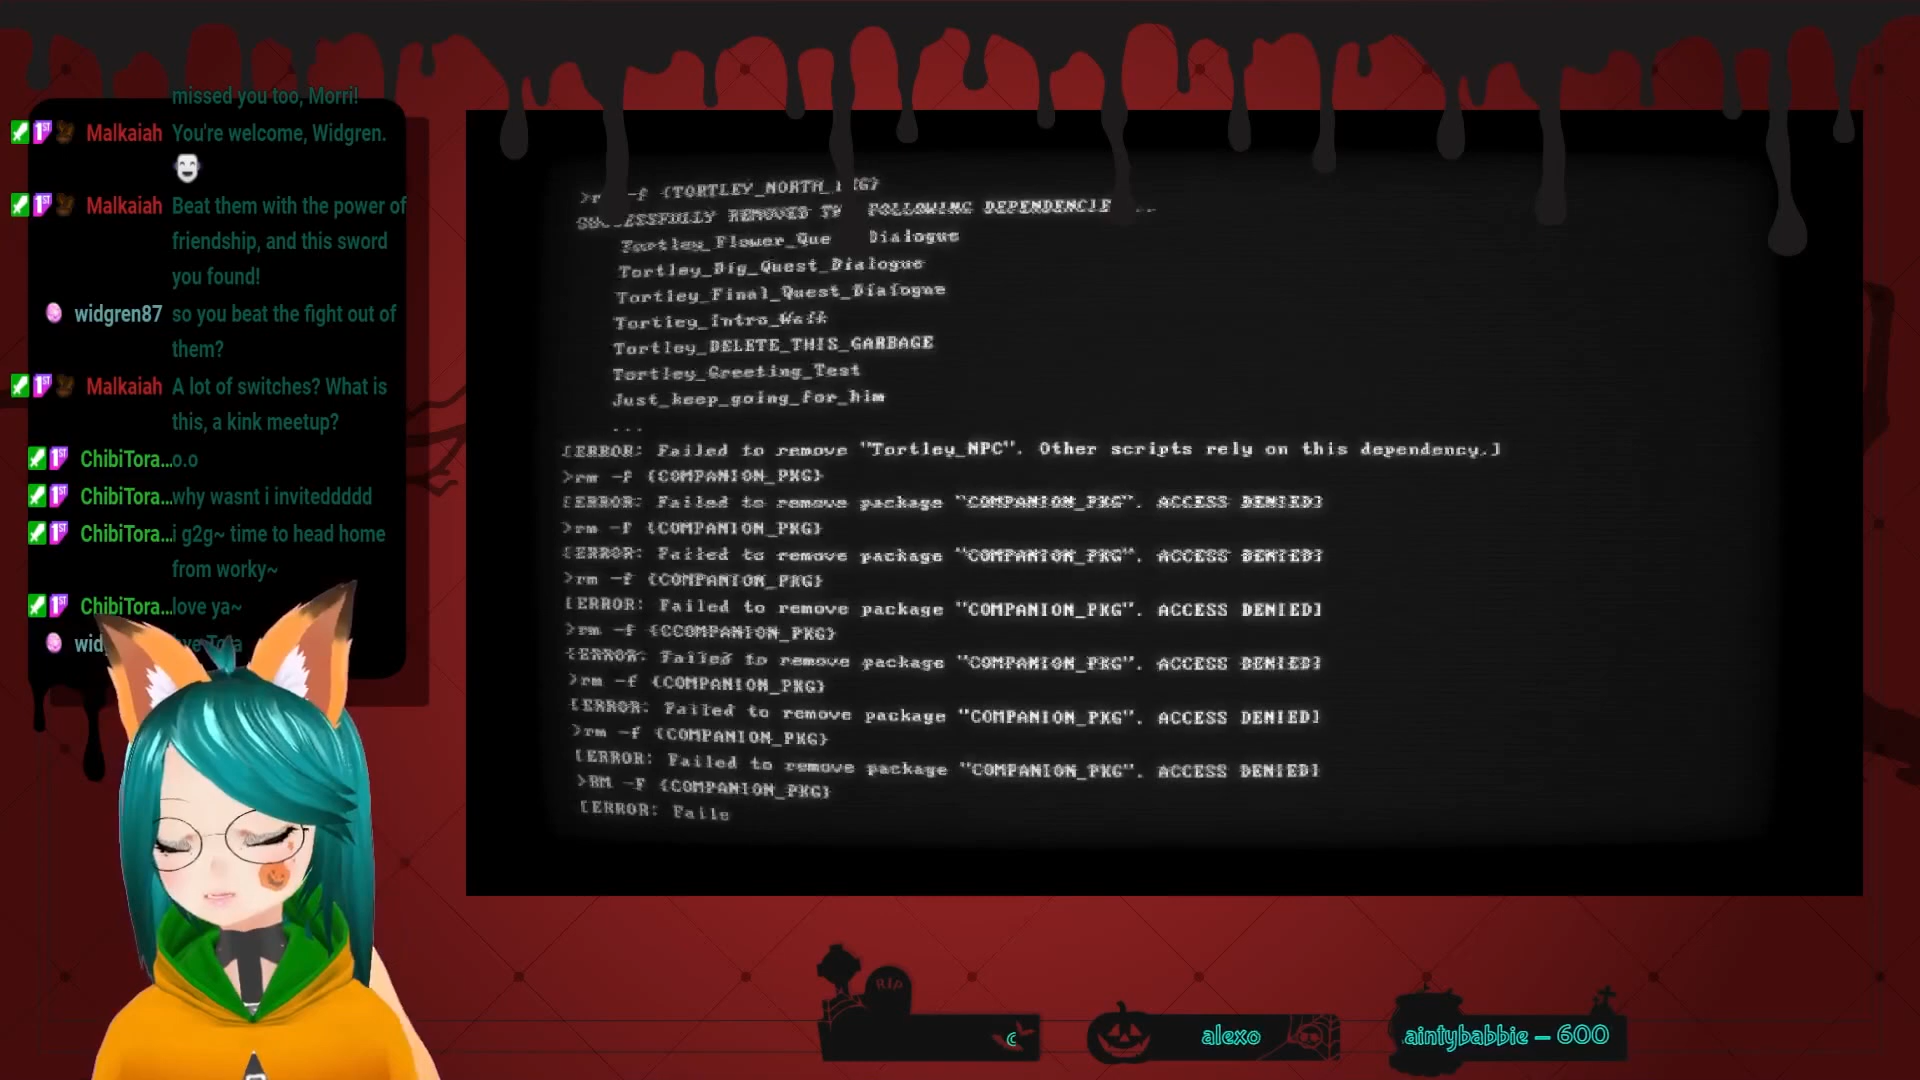 missed you too, Morri!
Malkaiah You're welcome, Widgren.
Malkaiah Beat them with the power of
friendship, and this sword
you found!
widgren87 so you beat the fight out of
them?
Malkaiah A lot of switches? What is
this, a kink meetup?
ChibiTora... o.o
ChibiTora... why wasnt i inviteddddd
ChibiTora... i g2g~ time to head home
from worky~
ChibiTora... love ya~
wid
-f {TORTLEY_NORTH_
REMOVED FOLLOWING
Tortley_Flower_Que Dialogue
Tortley_Big_Quest_Dialogue
Tortley_Final_Quest_Dialogue
Tortley_Intro_Walk
Tortley_DELETE_THIS_GARBAGE
Tortley_Greeting_Test
Just_keep_going_for_him
...
[ERROR: Failed to remove "Tortley_NPC". Other scripts rely on this dependency.]
>rm -f {COMPANION_PKG}
[ERROR: Failed to remove package "COMPANION_PKG". ACCESS DENIED]
>rm -f {COMPANION_PKG}
[ERROR: Failed to remove package "COMPANION_PKG". ACCESS DENIED]
>rm -f {COMPANION_PKG}
[ERROR: Failed to remove package "COMPANION_PKG". ACCESS DENIED]
>rm -f {CCOMPANION_PKG}
[ERROR: Failed to remove package "COMPANION_PKG". ACCESS DENIED]
>rm -f {COMPANION_PKG}
[ERROR: Failed to remove package "COMPANION_PKG". ACCESS DENIED]
>rm -f {COMPANION_PKG}
[ERROR: Failed to remove package "COMPANION_PKG". ACCESS DENIED]
>RM -F {COMPANION_PKG}
[ERROR: Faile
RIP
c
alexo
aintybabbie – 600